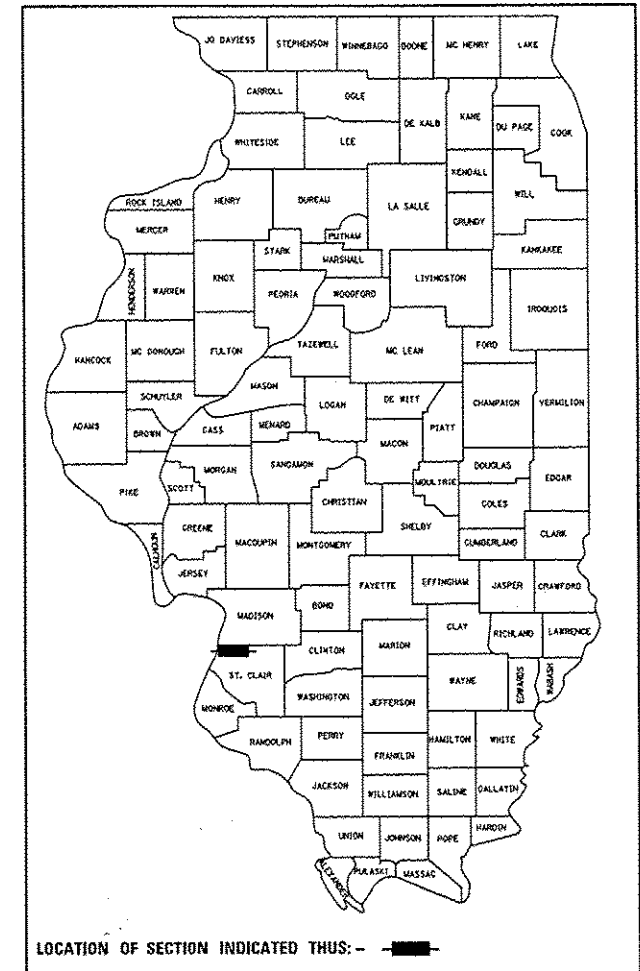 JO DAVIESS STEPHENSON WINNEBAGO BOONE MC HENRY LAKE
CARROLL OGLE DE KALB KANE DU PAGE COOK
WHITESIDE LEE KENDALL WILL
ROCK ISLAND HENRY BUREAU LA SALLE GRUNDY
MERCER PUTNAM KANKAKEE
HENDERSON WARREN KNOX STARK MARSHALL LIVINGSTON
PEORIA WOODFORD IROQUOIS
HANCOCK MC DONOUGH FULTON TAZEWELL MC LEAN FORD
SCHUYLER MASON LOGAN DE WITT CHAMPAIGN VERMILION
ADAMS BROWN CASS MENARD MACON PIATT
PIKE SCOTT MORGAN SANGAMON MOULTRIE DOUGLAS EDGAR
CHRISTIAN COLES
CALHOUN GREENE MACOUPIN MONTGOMERY SHELBY CUMBERLAND CLARK
JERSEY
MADISON BOND FAYETTE EFFINGHAM JASPER CRAWFORD
CLINTON MARION CLAY RICHLAND LAWRENCE
ST. CLAIR WAYNE EDWARDS WABASH
MONROE WASHINGTON JEFFERSON
RANDOLPH PERRY HAMILTON WHITE
FRANKLIN
JACKSON WILLIAMSON SALINE GALLATIN
UNION JOHNSON POPE HARDIN
ALEXANDER PULASKI MASSAC
LOCATION OF SECTION INDICATED THUS: -